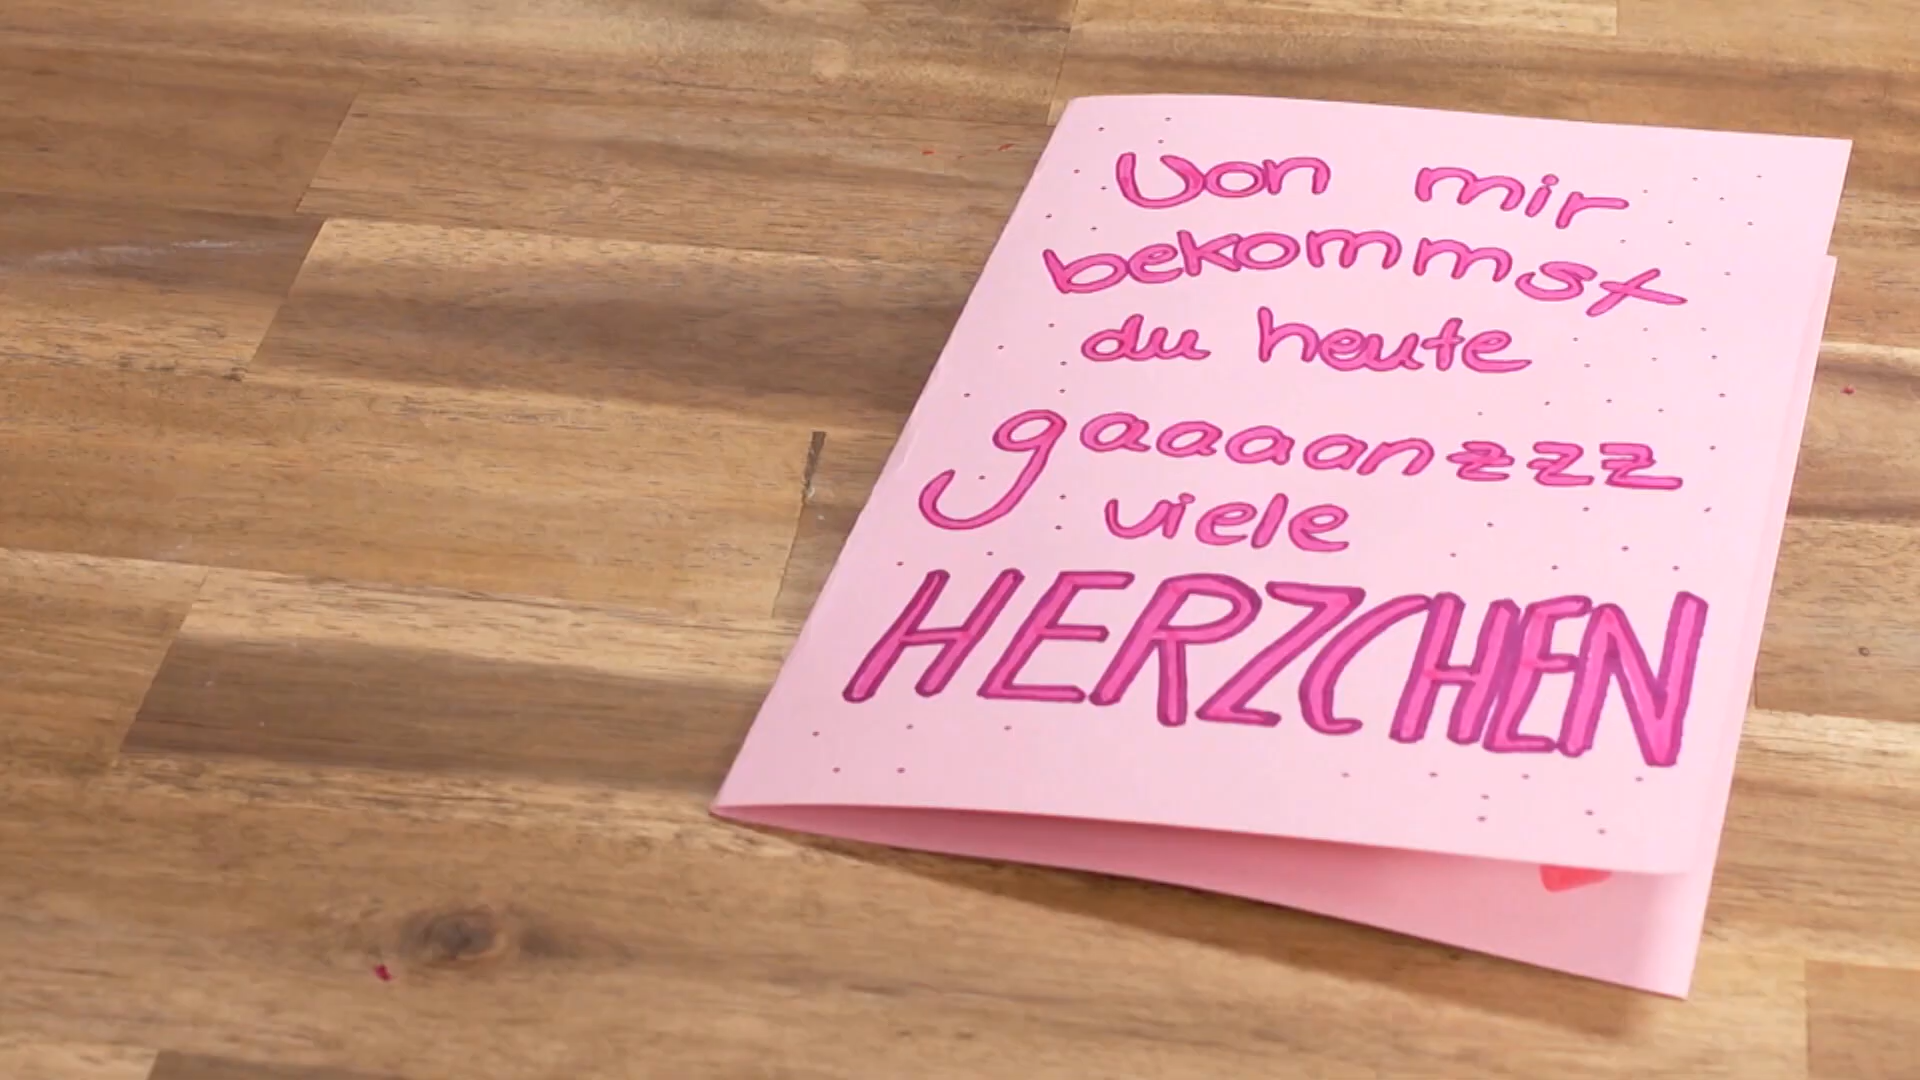 von mir
bekommst
du heute
gaaaanzzz
viele
HERZCHEN